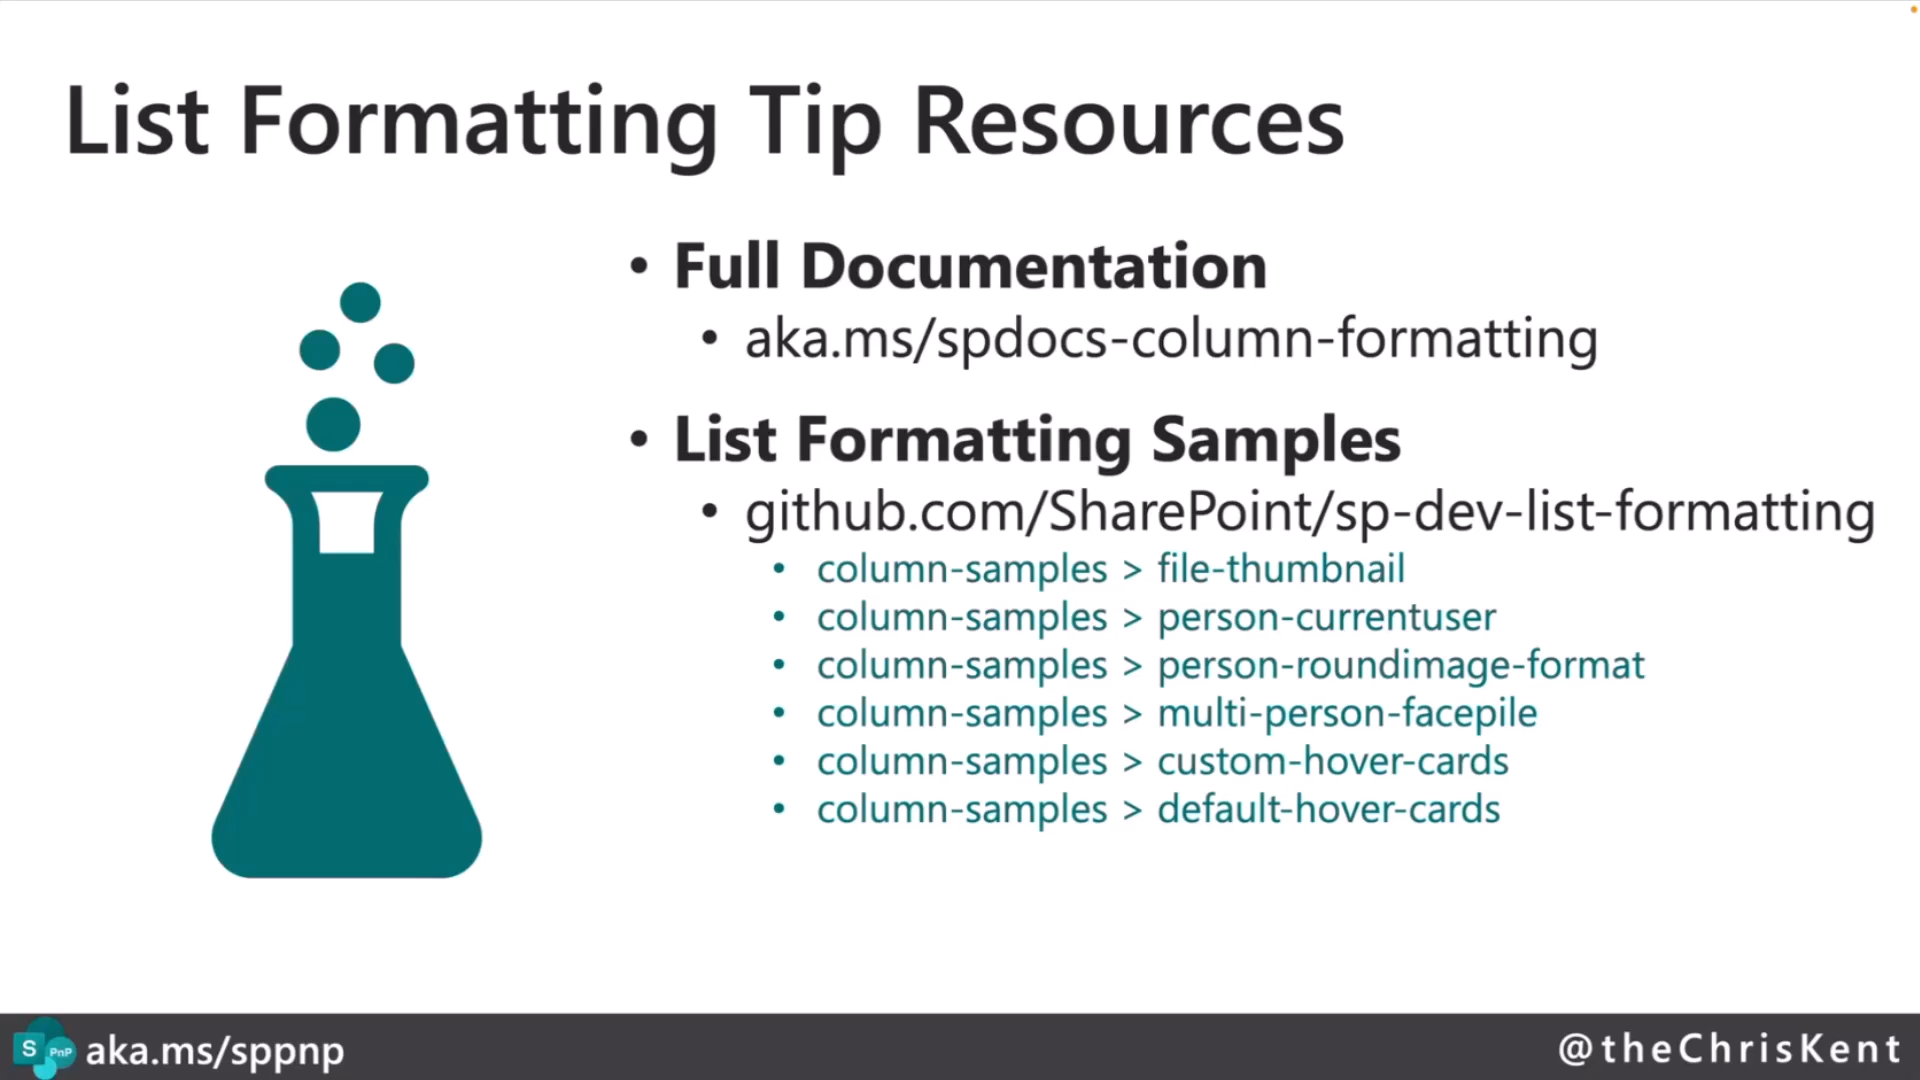 List Formatting Tip Resources
• Full Documentation
• aka.ms/spdocs-column-formatting
• List Formatting Samples
• github.com/SharePoint/sp-dev-list-formatting
• column-samples > file-thumbnail
• column-samples > person-currentuser
• column-samples > person-roundimage-format
• column-samples > multi-person-facepile
• column-samples > custom-hover-cards
• column-samples > default-hover-cards
S PnP aka.ms/sppnp
@theChrisKent